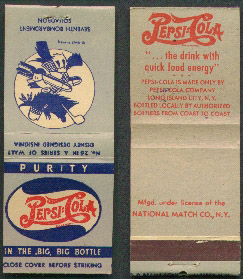 SEVENTH BOMBARDMENT
SQUADRON
No. 26 IN A SERIES OF WALT
DISNEY DESIGNED INSIGNIA
PURITY
PEPSI-COLA
IN THE BIG, BIG BOTTLE
CLOSE COVER BEFORE STRIKING
PEPSI-COLA
"... the drink with
quick food energy"
PEPSI-COLA IS MADE ONLY BY
PEPSI-COLA COMPANY
LONG ISLAND CITY, N.Y.
BOTTLED LOCALLY BY AUTHORIZED
BOTTLERS FROM COAST TO COAST
Mfgd. under license of the
NATIONAL MATCH CO., N.Y.